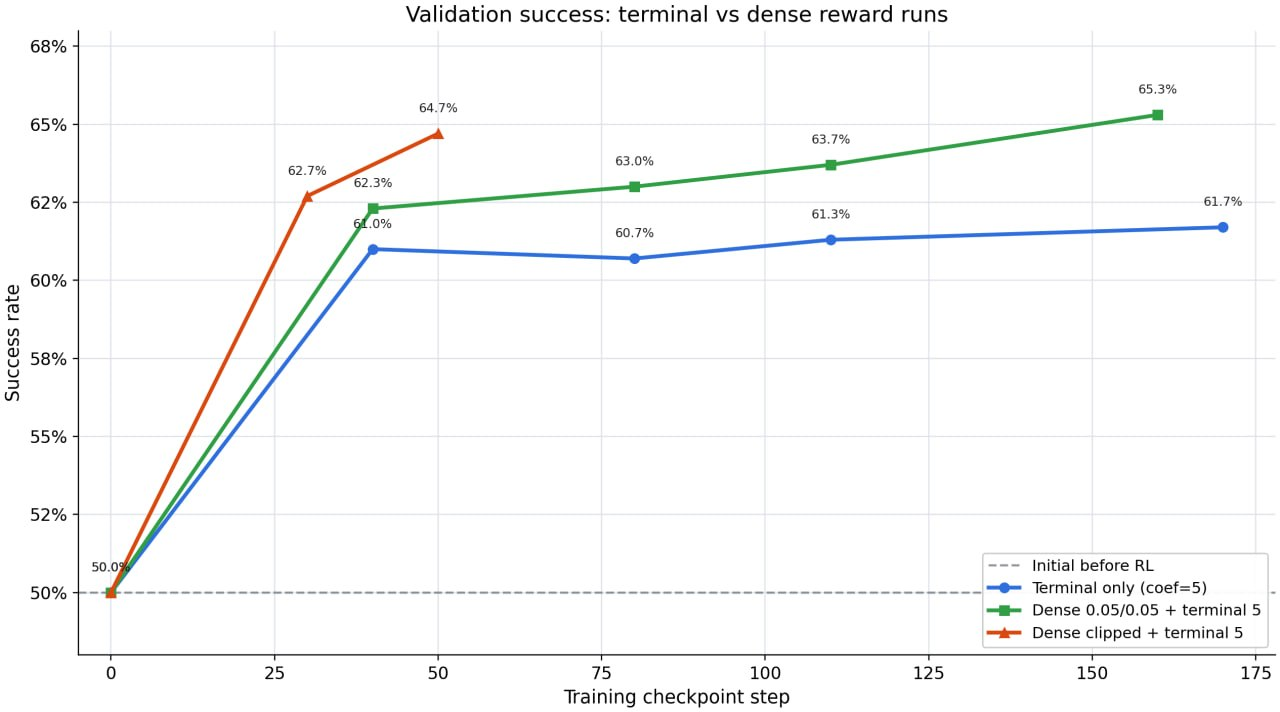 Validation success: terminal vs dense reward runs
68%
65%
62%
60%
58%
55%
52%
50%
Success rate
65.3%
64.7%
63.7%
63.0%
62.7%
62.3%
61.7%
61.0%
61.3%
60.7%
50.0%
Initial before RL
Terminal only (coef=5)
Dense 0.05/0.05 + terminal 5
Dense clipped + terminal 5
0 25 50 75 100 125 150 175
Training checkpoint step